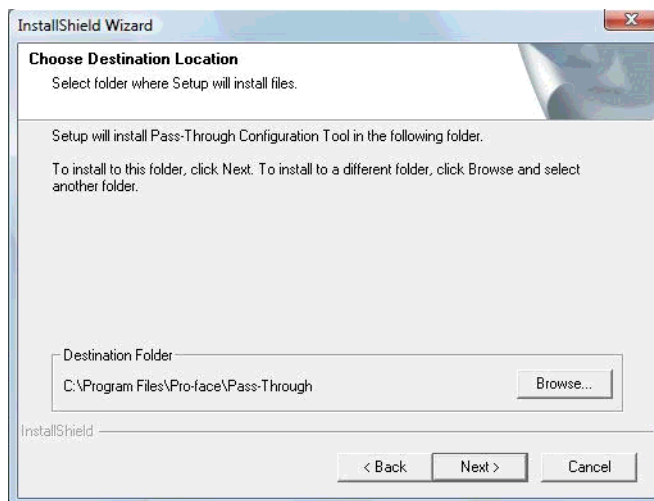 InstallShield Wizard
Choose Destination Location
Select folder where Setup will install files.
Setup will install Pass-Through Configuration Tool in the following folder.
To install to this folder, click Next. To install to a different folder, click Browse and select
another folder.
Destination Folder
C:\Program Files\Pro-face\Pass-Through
Browse...
InstallShield
< Back
Next >
Cancel